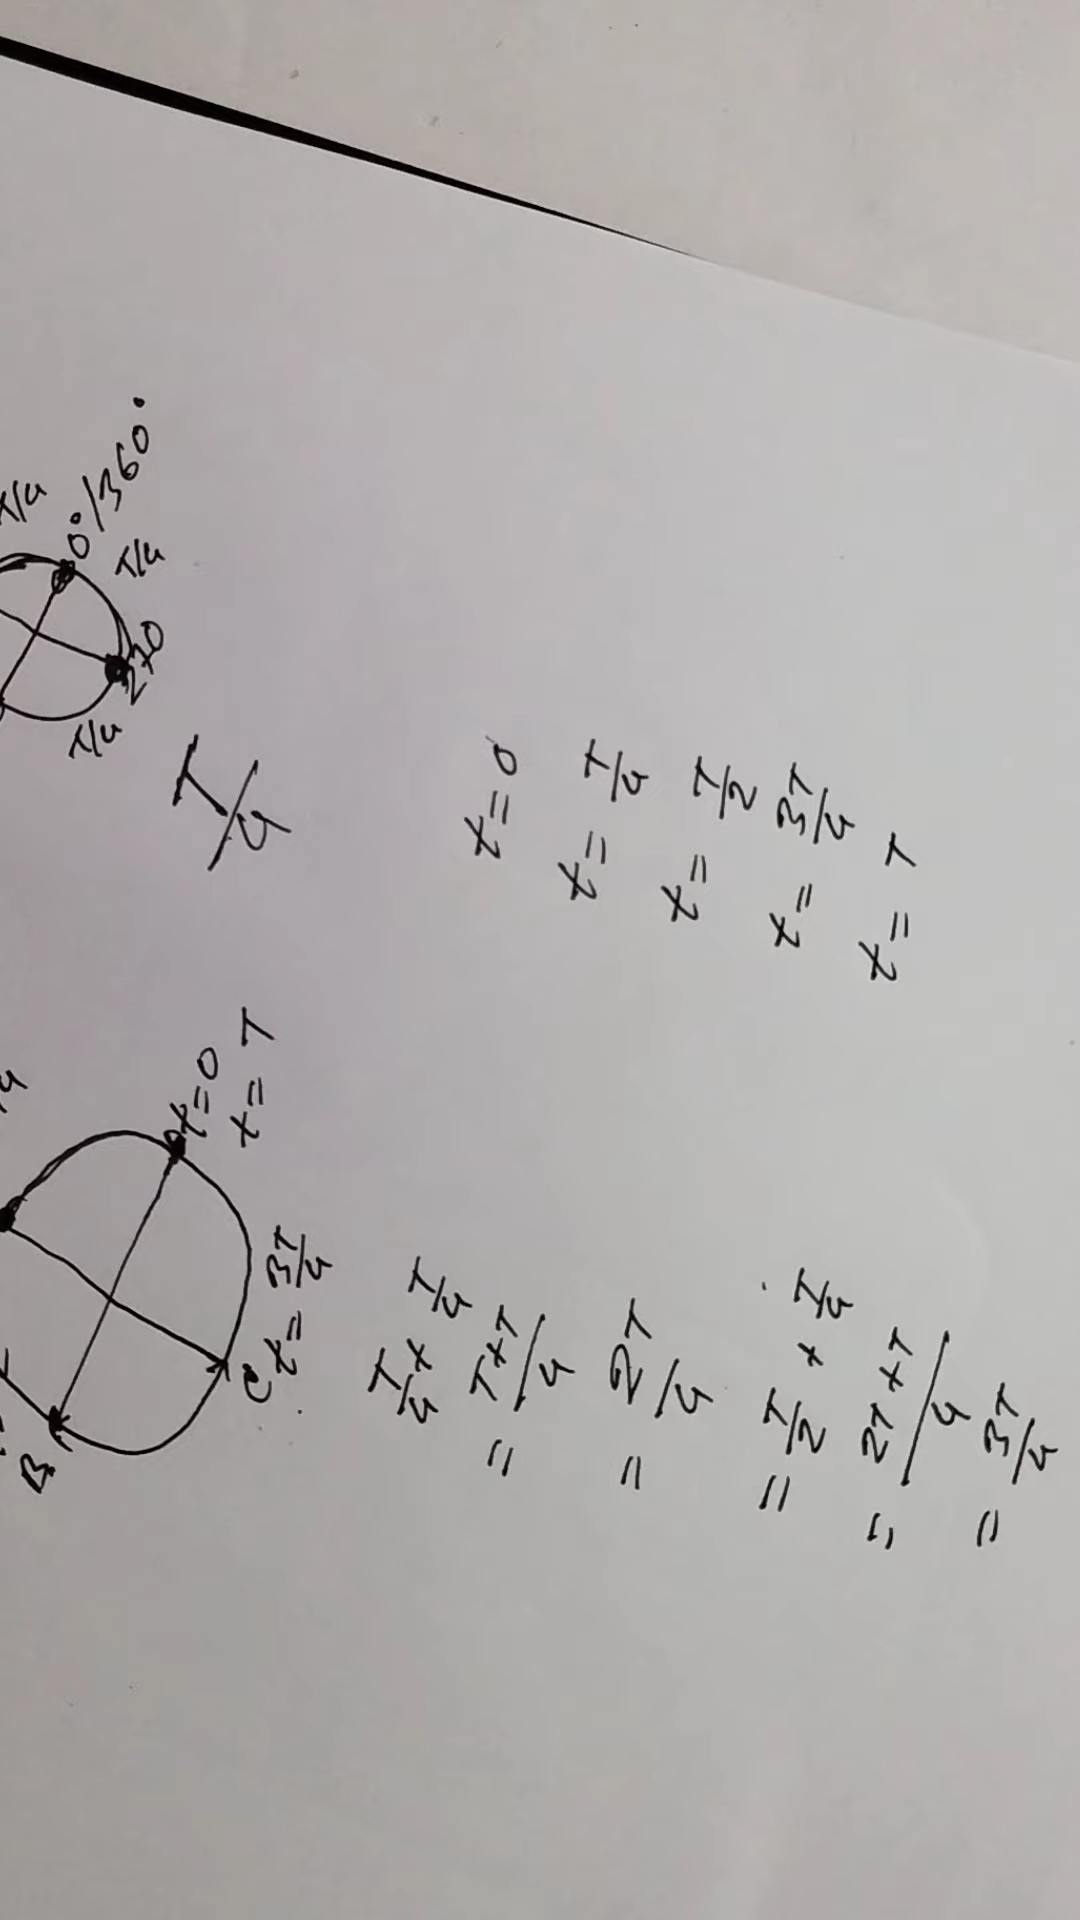 T/4
0°/360°
T/4
270
T/4
T/4
t=0
t= T/4
t= T/2
t= 3T/4
t= T
t=0
t= T
C t= 3T/4
B
T/4 + T/4
= T+T/4
= 2T/4
= T/2 + T/4
= 2T+T/4
= 3T/4